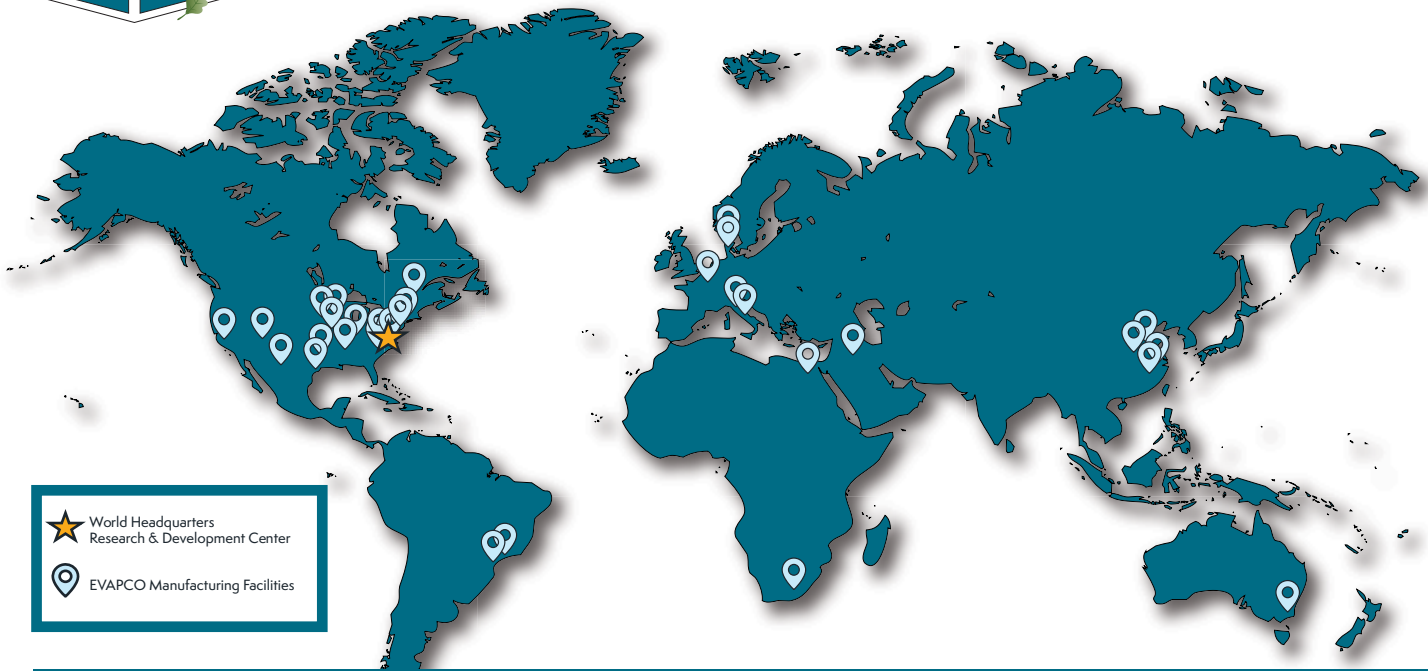 World Headquarters
Research & Development Center
EVAPCO Manufacturing Facilities